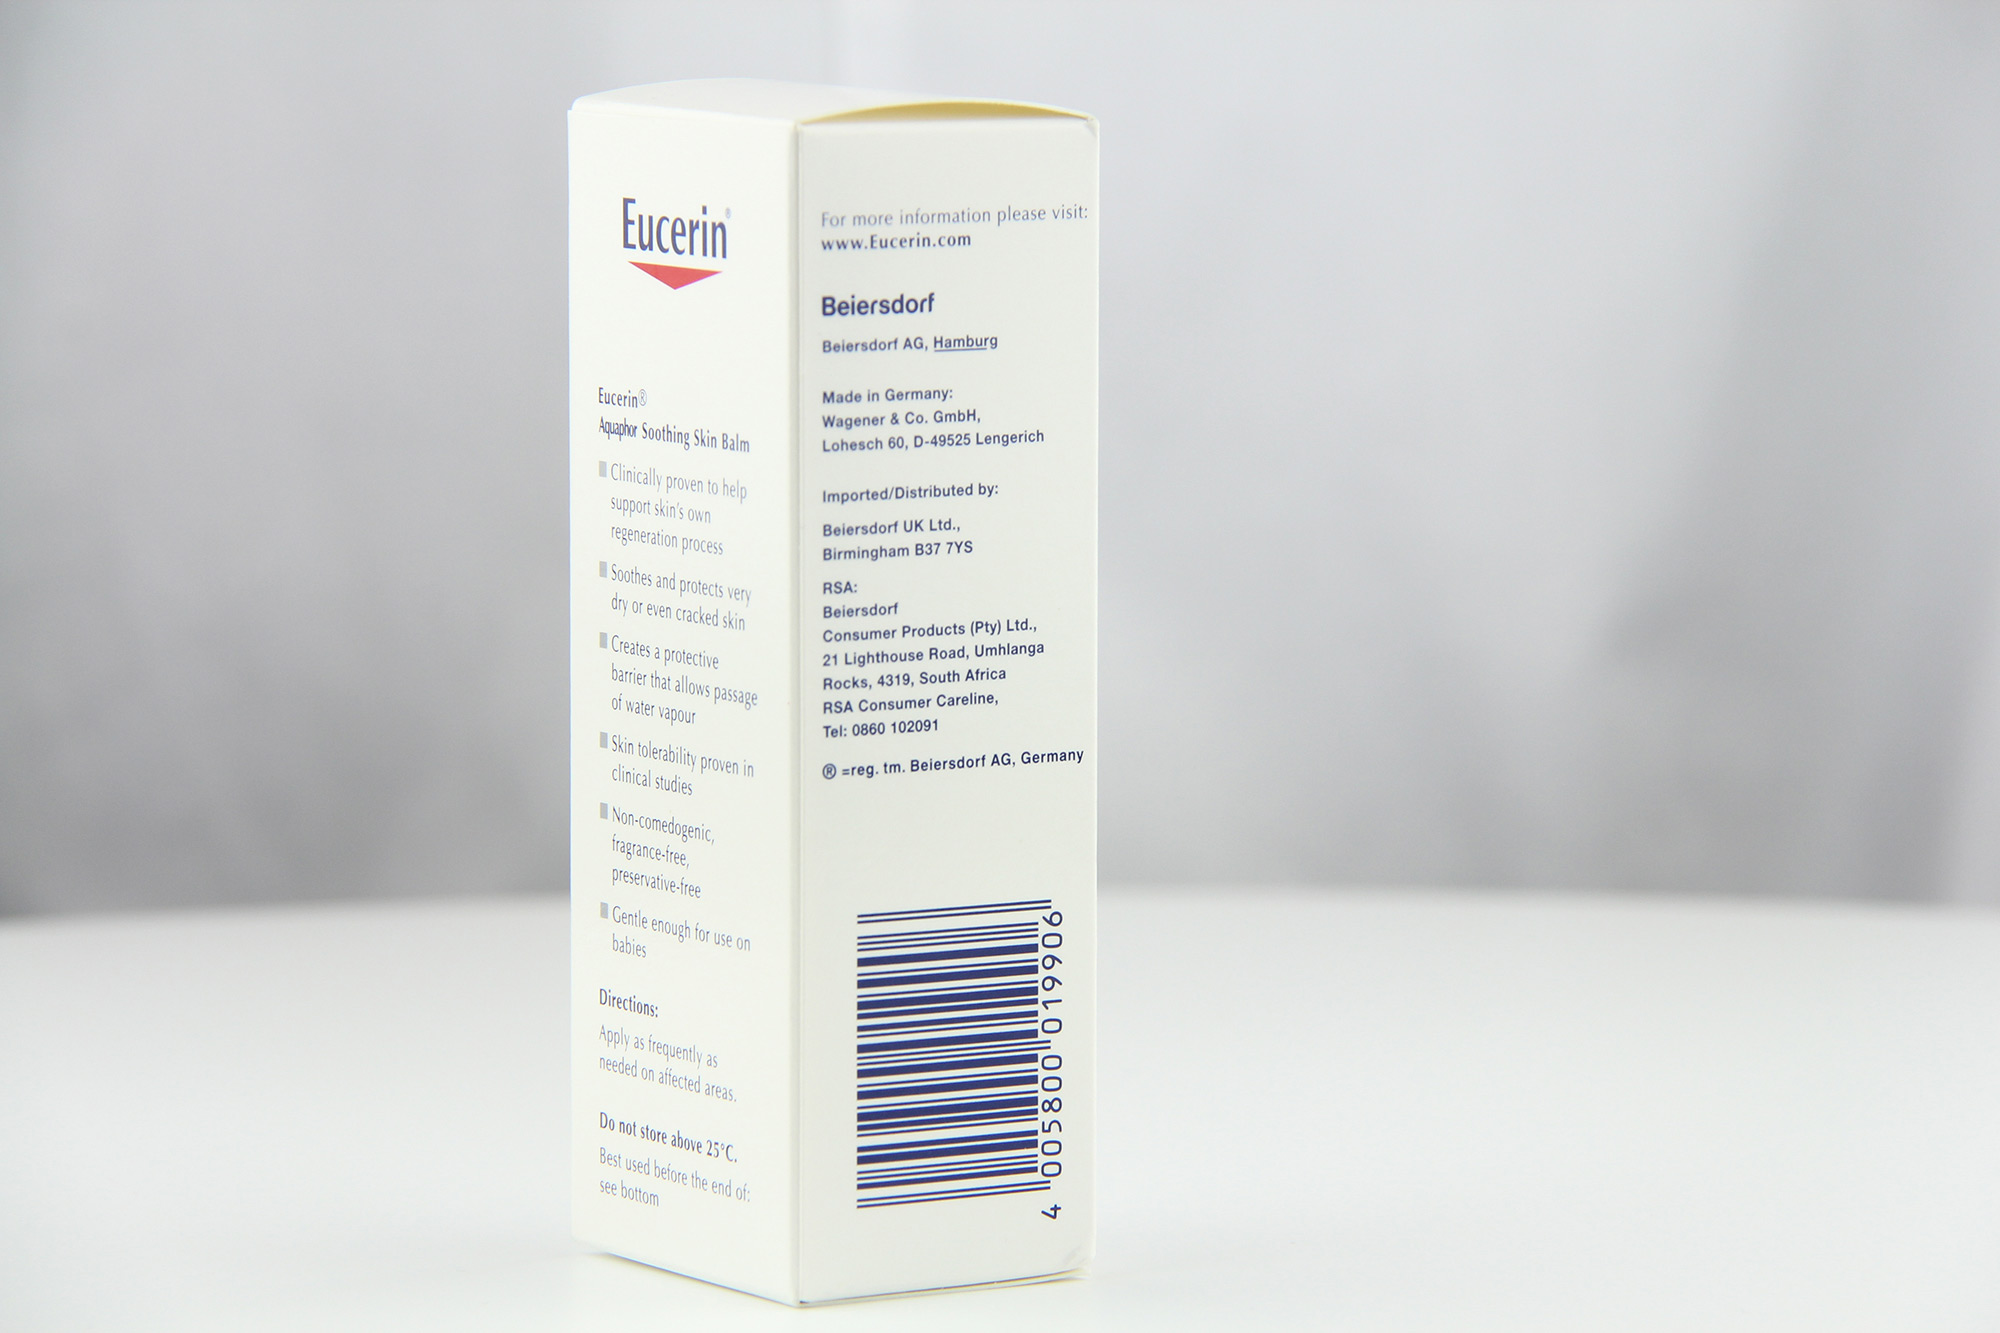 Eucerin®
Eucerin®
Aquaphor Soothing Skin Balm
Clinically proven to help
support skin's own
regeneration process
Soothes and protects very
dry or even cracked skin
Creates a protective
barrier that allows passage
of water vapour
Skin tolerability proven in
clinical studies
Non-comedogenic,
fragrance-free,
preservative-free
Gentle enough for use on
babies
Directions:
Apply as frequently as
needed on affected areas.
Do not store above 25°C.
Best used before the end of:
see bottom
For more information please visit:
www.Eucerin.com
Beiersdorf
Beiersdorf AG, Hamburg
Made in Germany:
Wagener & Co. GmbH,
Lohesch 60, D-49525 Lengerich
Imported/Distributed by:
Beiersdorf UK Ltd.,
Birmingham B37 7YS
RSA:
Beiersdorf
Consumer Products (Pty) Ltd.,
21 Lighthouse Road, Umhlanga
Rocks, 4319, South Africa
RSA Consumer Careline,
Tel: 0860 102091
® =reg. tm. Beiersdorf AG, Germany
4 005800 019906